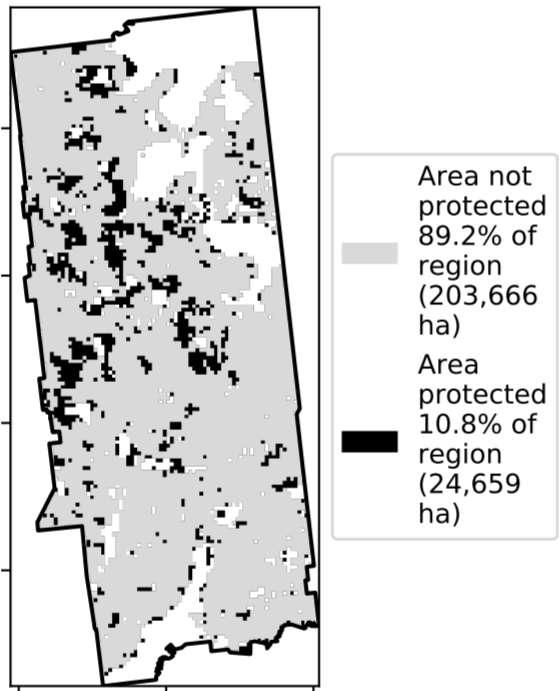 Area not
protected
89.2% of
region
(203,666
ha)
Area
protected
10.8% of
region
(24,659
ha)